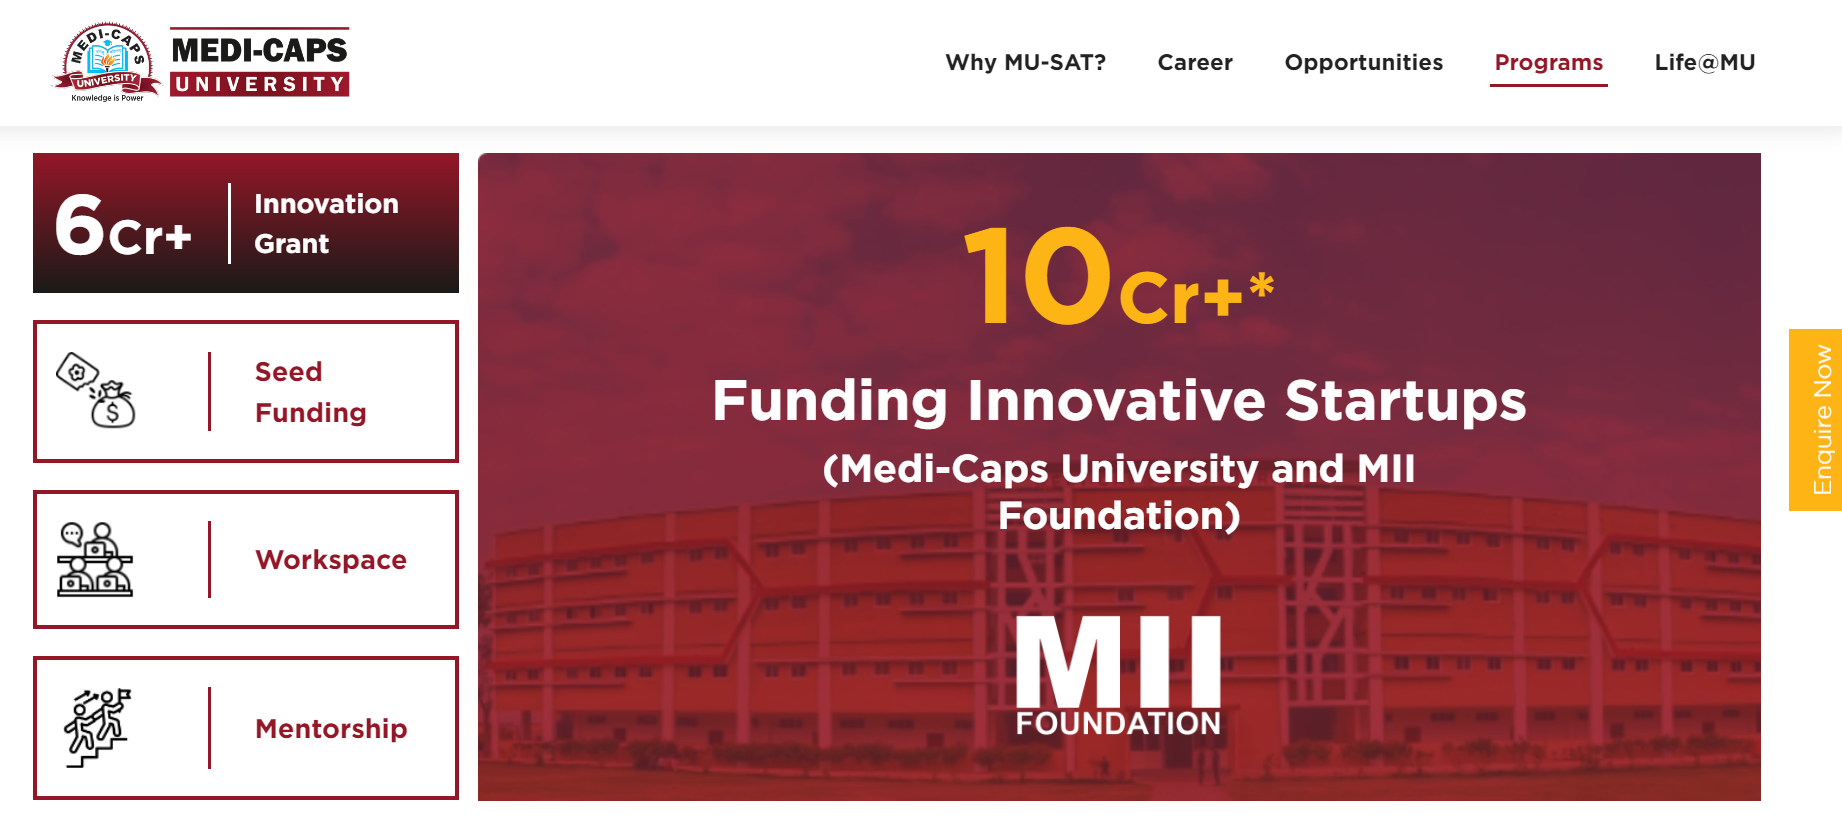 MEDI-CAPS
UNIVERSITY
Knowledge is Power
MEDI-CAPS
UNIVERSITY
Why MU-SAT?
Career
Opportunities
Programs
Life@MU
6Cr+
Innovation
Grant
Seed
Funding
Workspace
Mentorship
10Cr+*
Funding Innovative Startups
(Medi-Caps University and MII
Foundation)
MII
FOUNDATION
Enquire Now